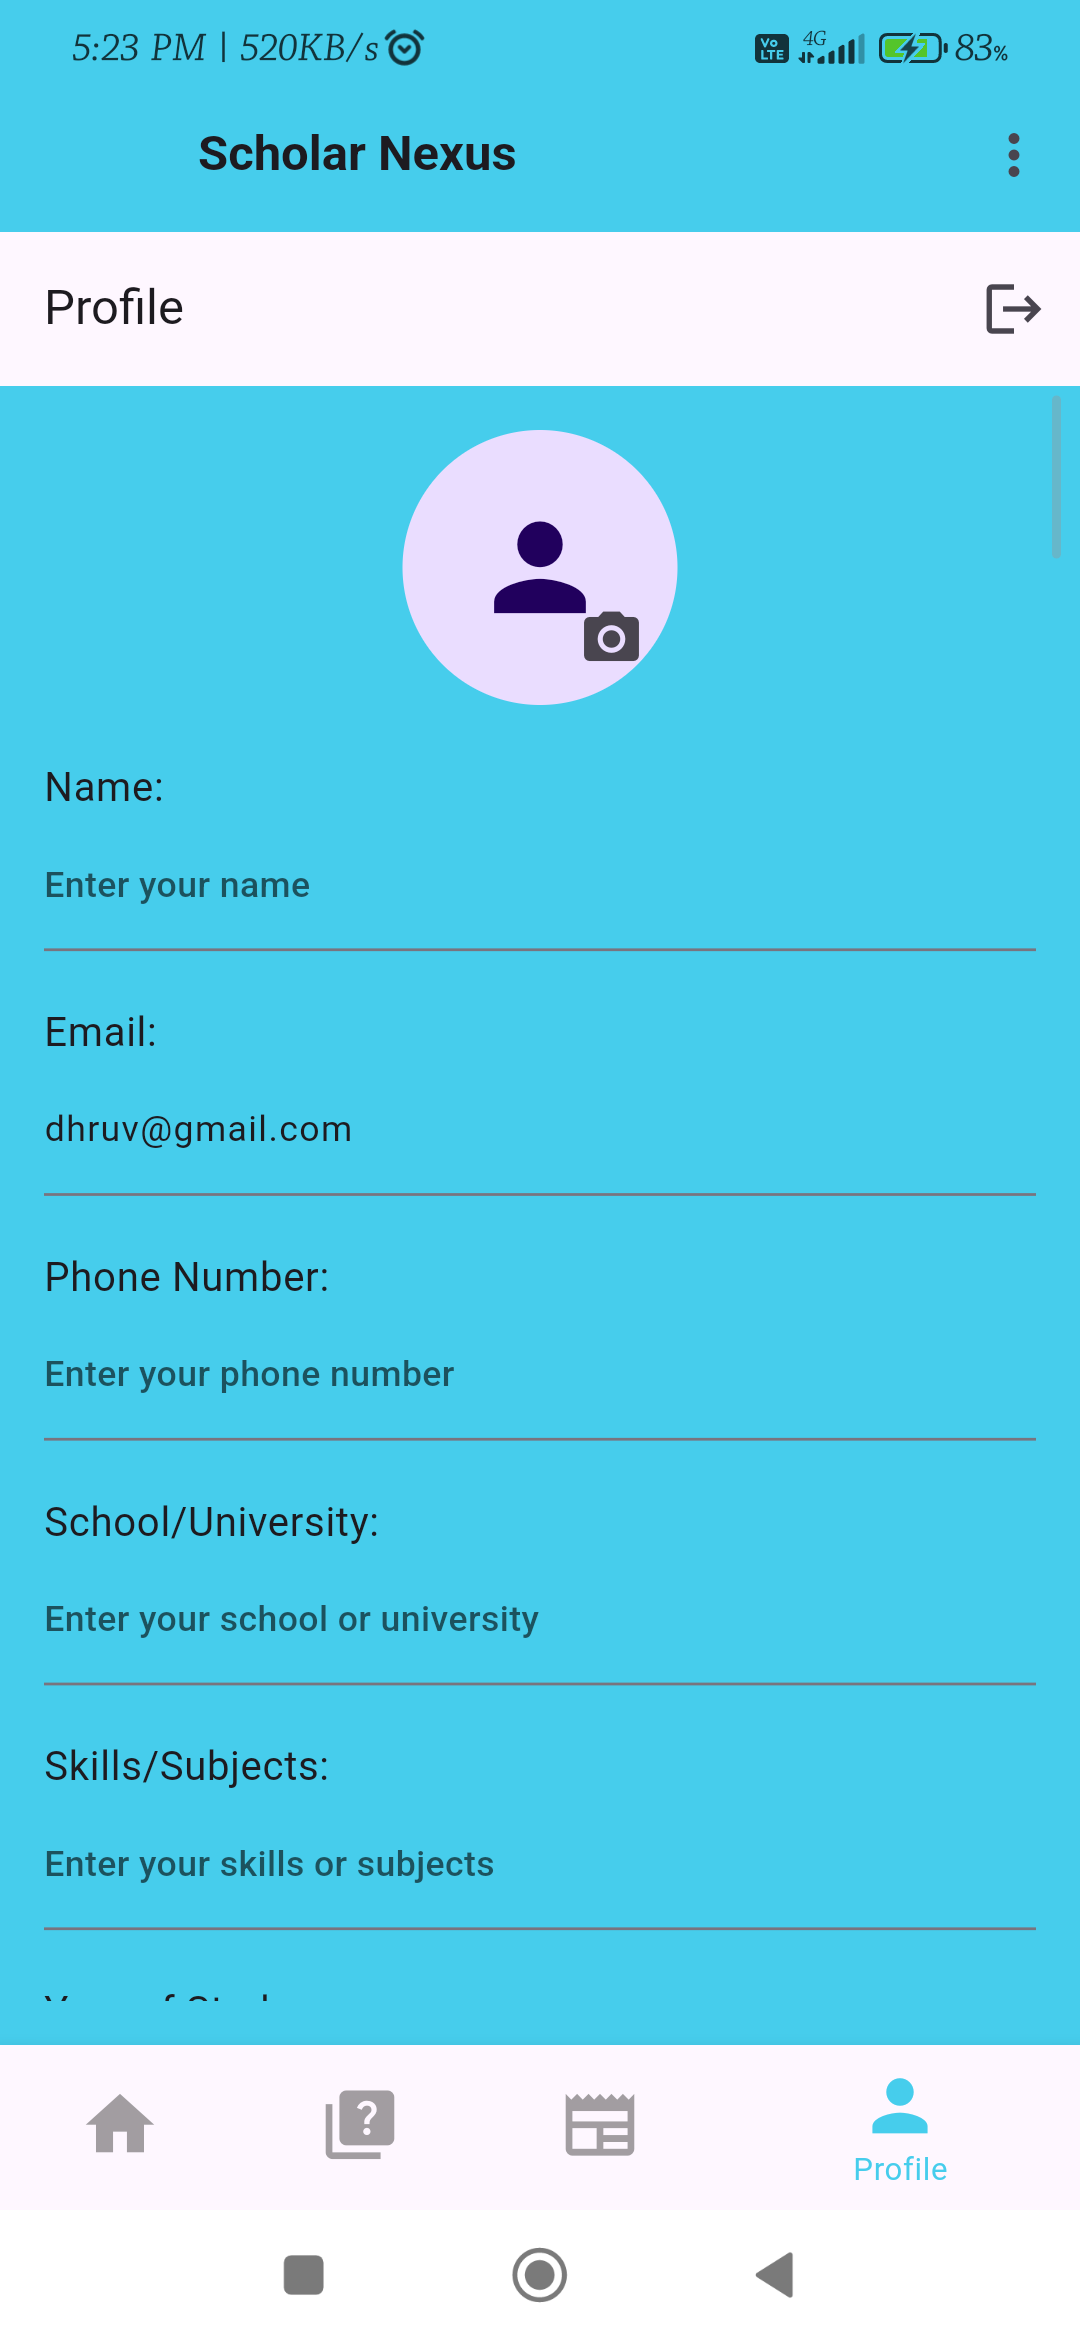 5:23 PM | 520KB/s
Vo LTE 4G 83%
Scholar Nexus
Profile
Name:
Enter your name
Email:
dhruv@gmail.com
Phone Number:
Enter your phone number
School/University:
Enter your school or university
Skills/Subjects:
Enter your skills or subjects
?
Profile